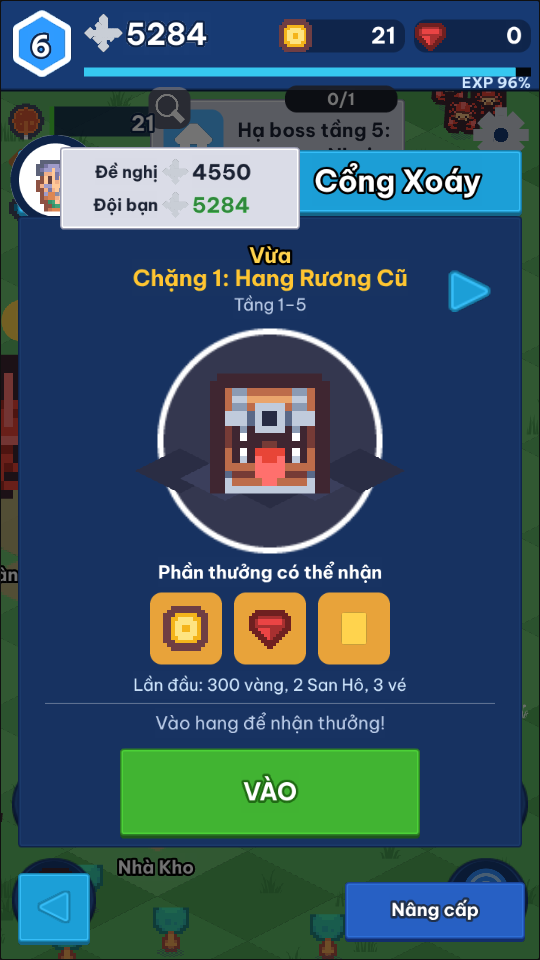 6
5284
21
0
EXP 96%
0/1
21
Hạ boss tầng 5:
Đề nghị 4550
Đội bạn 5284
Cổng Xoáy
Vừa
Chặng 1: Hang Rương Cũ
Tầng 1-5
Phần thưởng có thể nhận
Lần đầu: 300 vàng, 2 San Hô, 3 vé
Vào hang để nhận thưởng!
VÀO
Nhà Kho
Nâng cấp